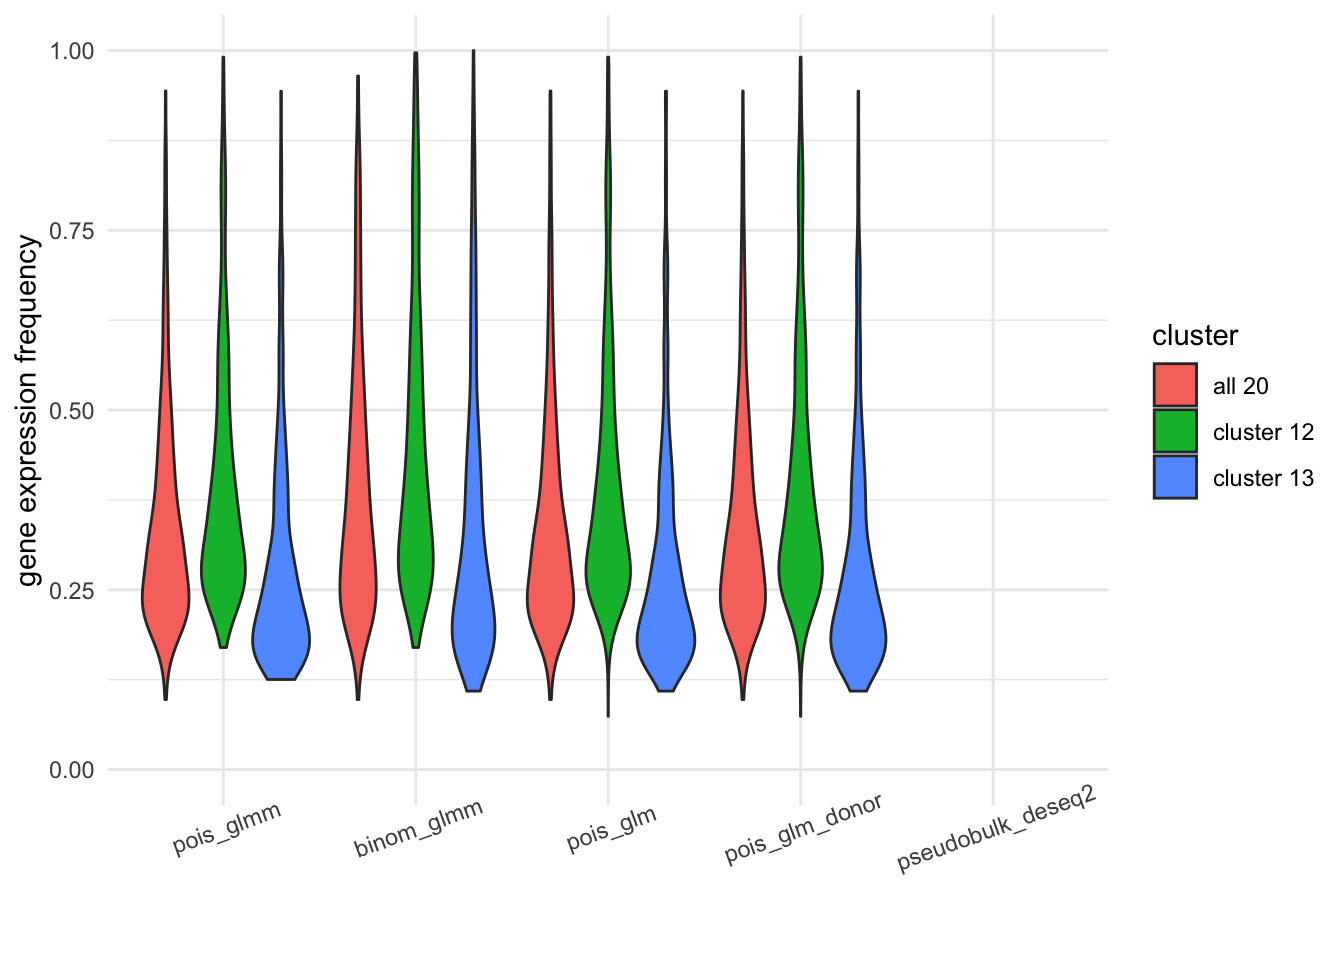 gene expression frequency
1.00
0.75
0.50
0.25
0.00
pois_glmm
binom_glmm
pois_glm
pois_glm_donor
pseudobulk_deseq2
cluster
all 20
cluster 12
cluster 13